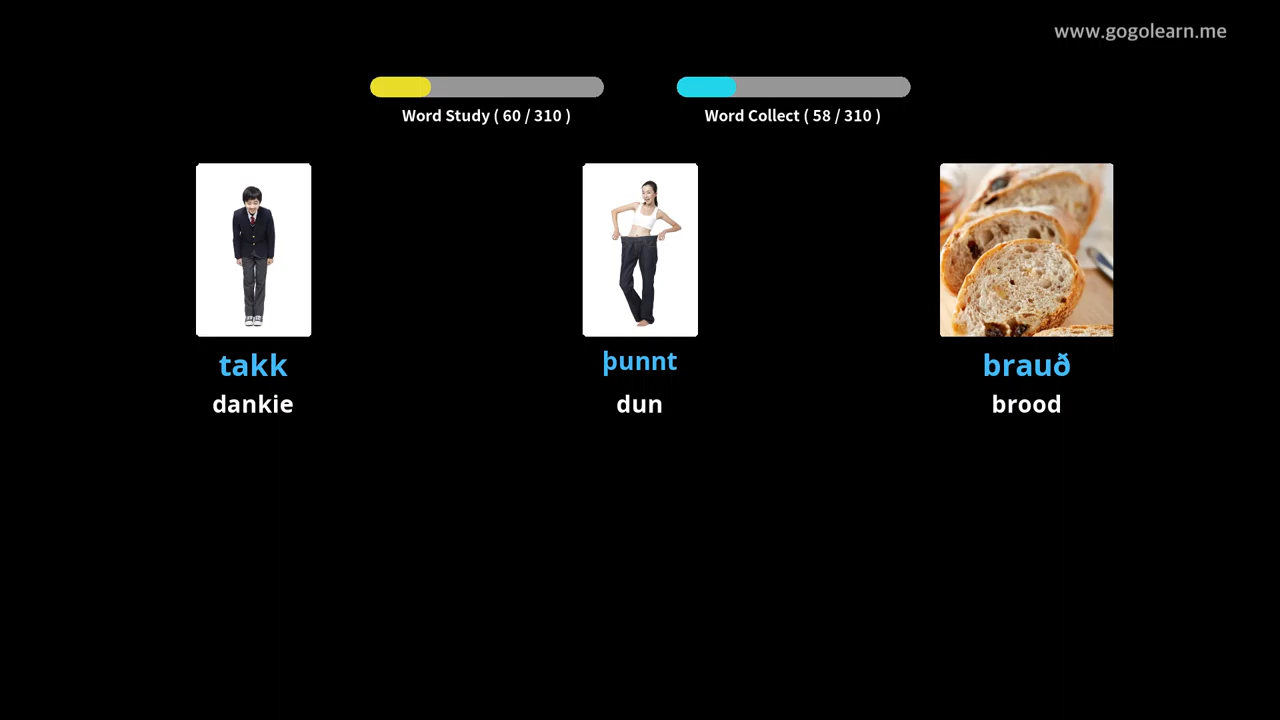 www.gogolearn.me
Word Study ( 60 / 310 )
Word Collect ( 58 / 310 )
takk
þunnt
brauð
dankie
dun
brood